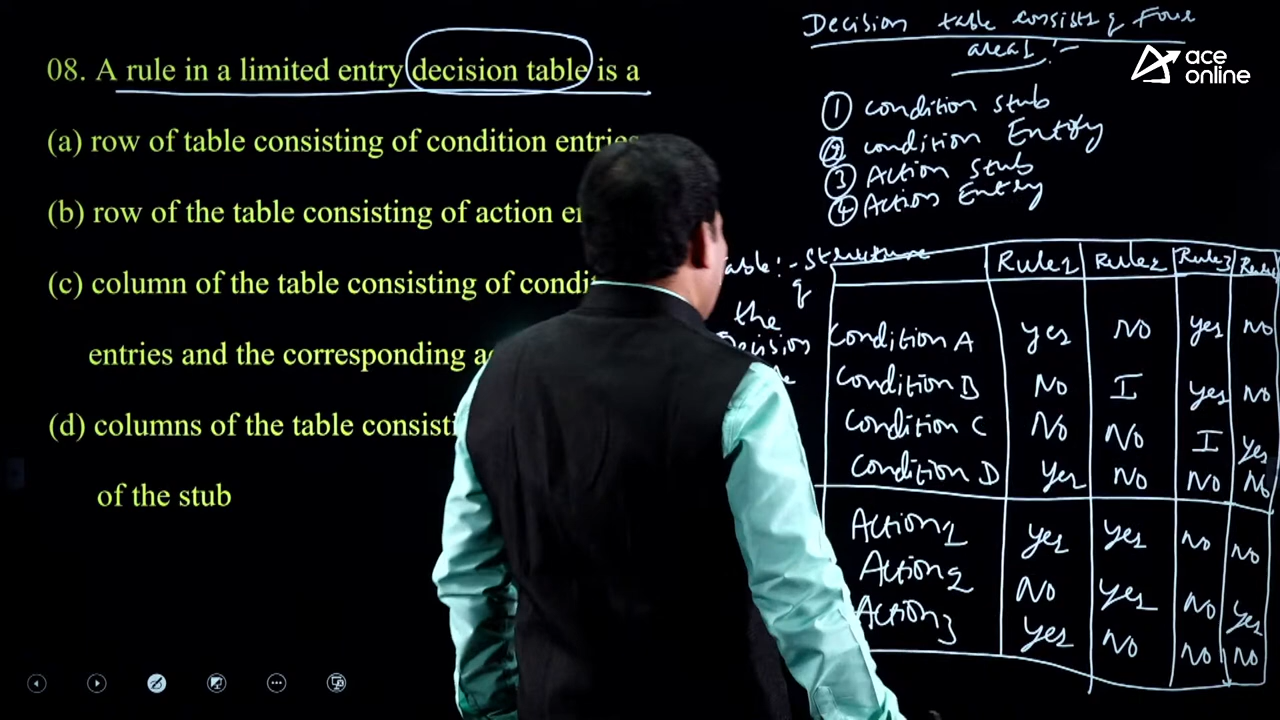 08. A rule in a limited entry decision table is a
(a) row of table consisting of condition entries
(b) row of the table consisting of action
(c) column of the table consisting of
entries and the corresponding
(d) columns of the table
of the stub
Decision table consists of Four
areas :-
ace
online
① condition stub
② condition Entity
③ Action stub
④ Action Entry
:- Structure
of
the
Decision
Rule1 Rule2 Rule3 Rule
Condition A yes NO yes NO
Condition B NO I yes NO
Condition C NO NO I yes
Condition D yes NO NO NO
Action1 yes yes NO NO
Action2 NO yes NO yes
Action3 yes NO NO NO